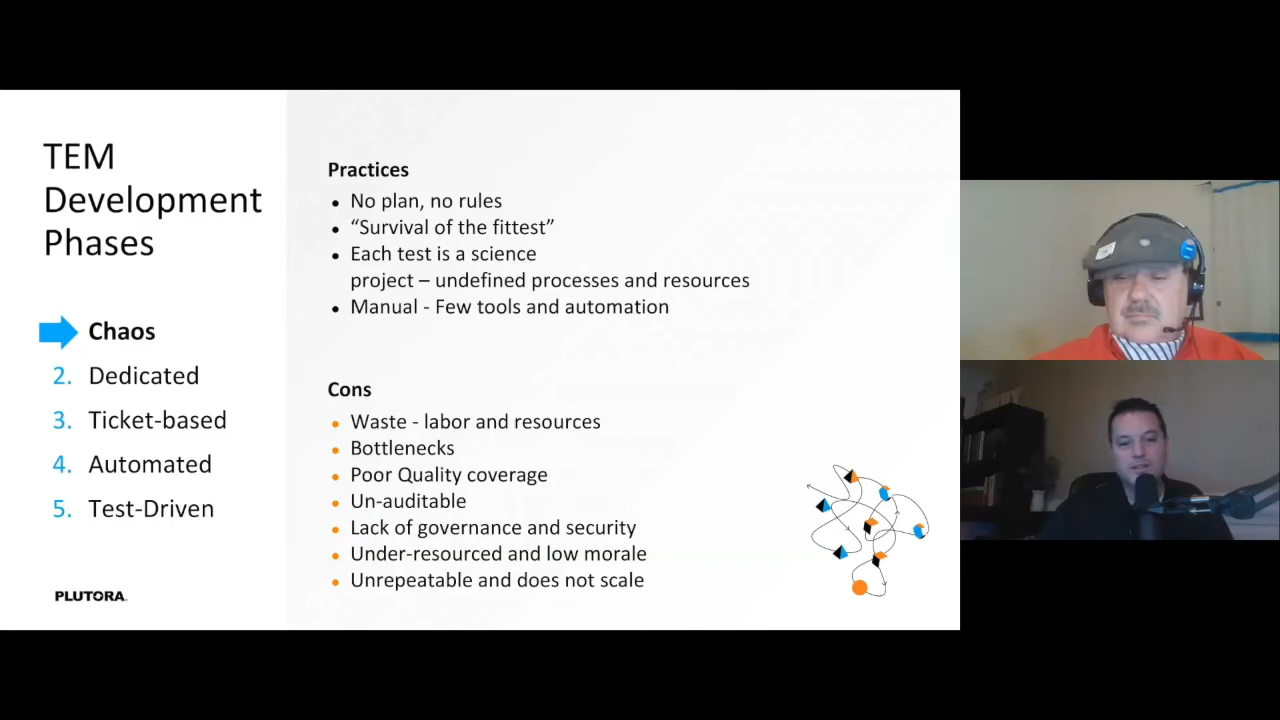 TEM
Development
Phases
Chaos
2. Dedicated
3. Ticket-based
4. Automated
5. Test-Driven
PLUTORA
Practices
• No plan, no rules
• “Survival of the fittest”
• Each test is a science
project – undefined processes and resources
• Manual - Few tools and automation
Cons
• Waste - labor and resources
• Bottlenecks
• Poor Quality coverage
• Un-auditable
• Lack of governance and security
• Under-resourced and low morale
• Unrepeatable and does not scale